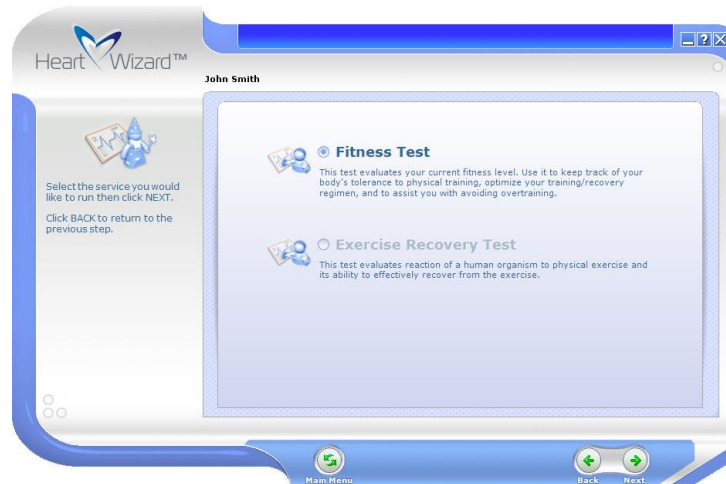 Heart Wizard™
John Smith
Select the service you would
like to run then click NEXT.
Click BACK to return to the
previous step.
Fitness Test
This test evaluates your current fitness level. Use it to keep track of your
body's tolerance to physical training, optimize your training/recovery
regimen, and to assist you with avoiding overtraining.
Exercise Recovery Test
This test evaluates reaction of a human organism to physical exercise and
its ability to effectively recover from the exercise.
Main Menu
Back
Next